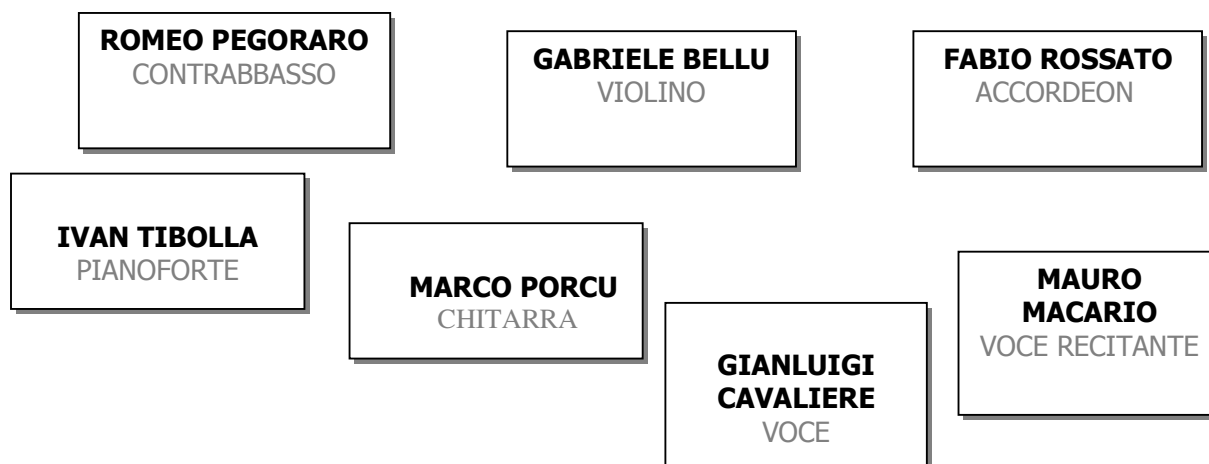 ROMEO PEGORARO
CONTRABBASSO
GABRIELE BELLU
VIOLINO
FABIO ROSSATO
ACCORDEON
IVAN TIBOLLA
PIANOFORTE
MARCO PORCU
CHITARRA
GIANLUIGI
CAVALIERE
VOCE
MAURO
MACARIO
VOCE RECITANTE